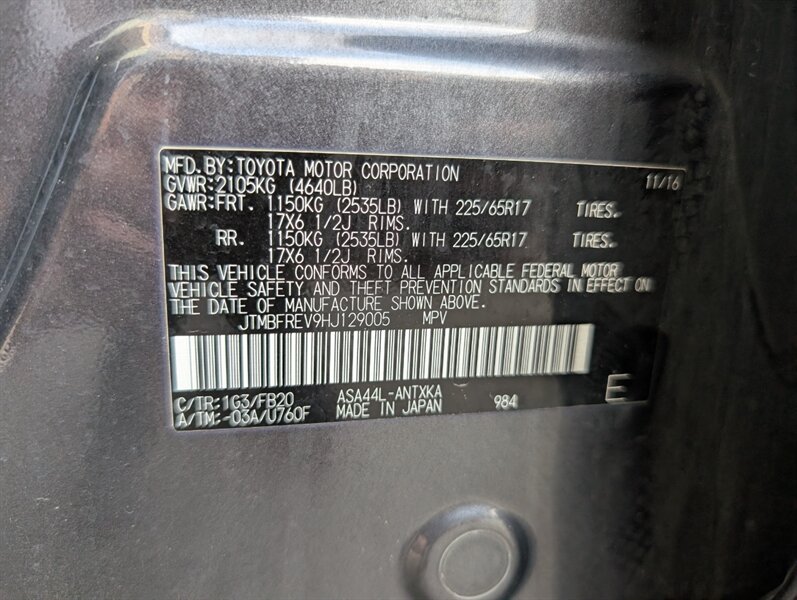 MFD.BY:TOYOTA MOTOR CORPORATION 11/16
GVWR:2105KG (4640LB)
GAWR:FRT. 1150KG (2535LB) WITH 225/65R17 TIRES.
17X6 1/2J RIMS.
RR. 1150KG (2535LB) WITH 225/65R17 TIRES.
17X6 1/2J RIMS.
THIS VEHICLE CONFORMS TO ALL APPLICABLE FEDERAL MOTOR
VEHICLE SAFETY AND THEFT PREVENTION STANDARDS IN EFFECT ON
THE DATE OF MANUFACTURE SHOWN ABOVE.
JTMBFREV9HJ129005 MPV
C/TR:1G3/FB20 ASA44L-ANTXKA 984 E
A/TM:-03A/U760F MADE IN JAPAN